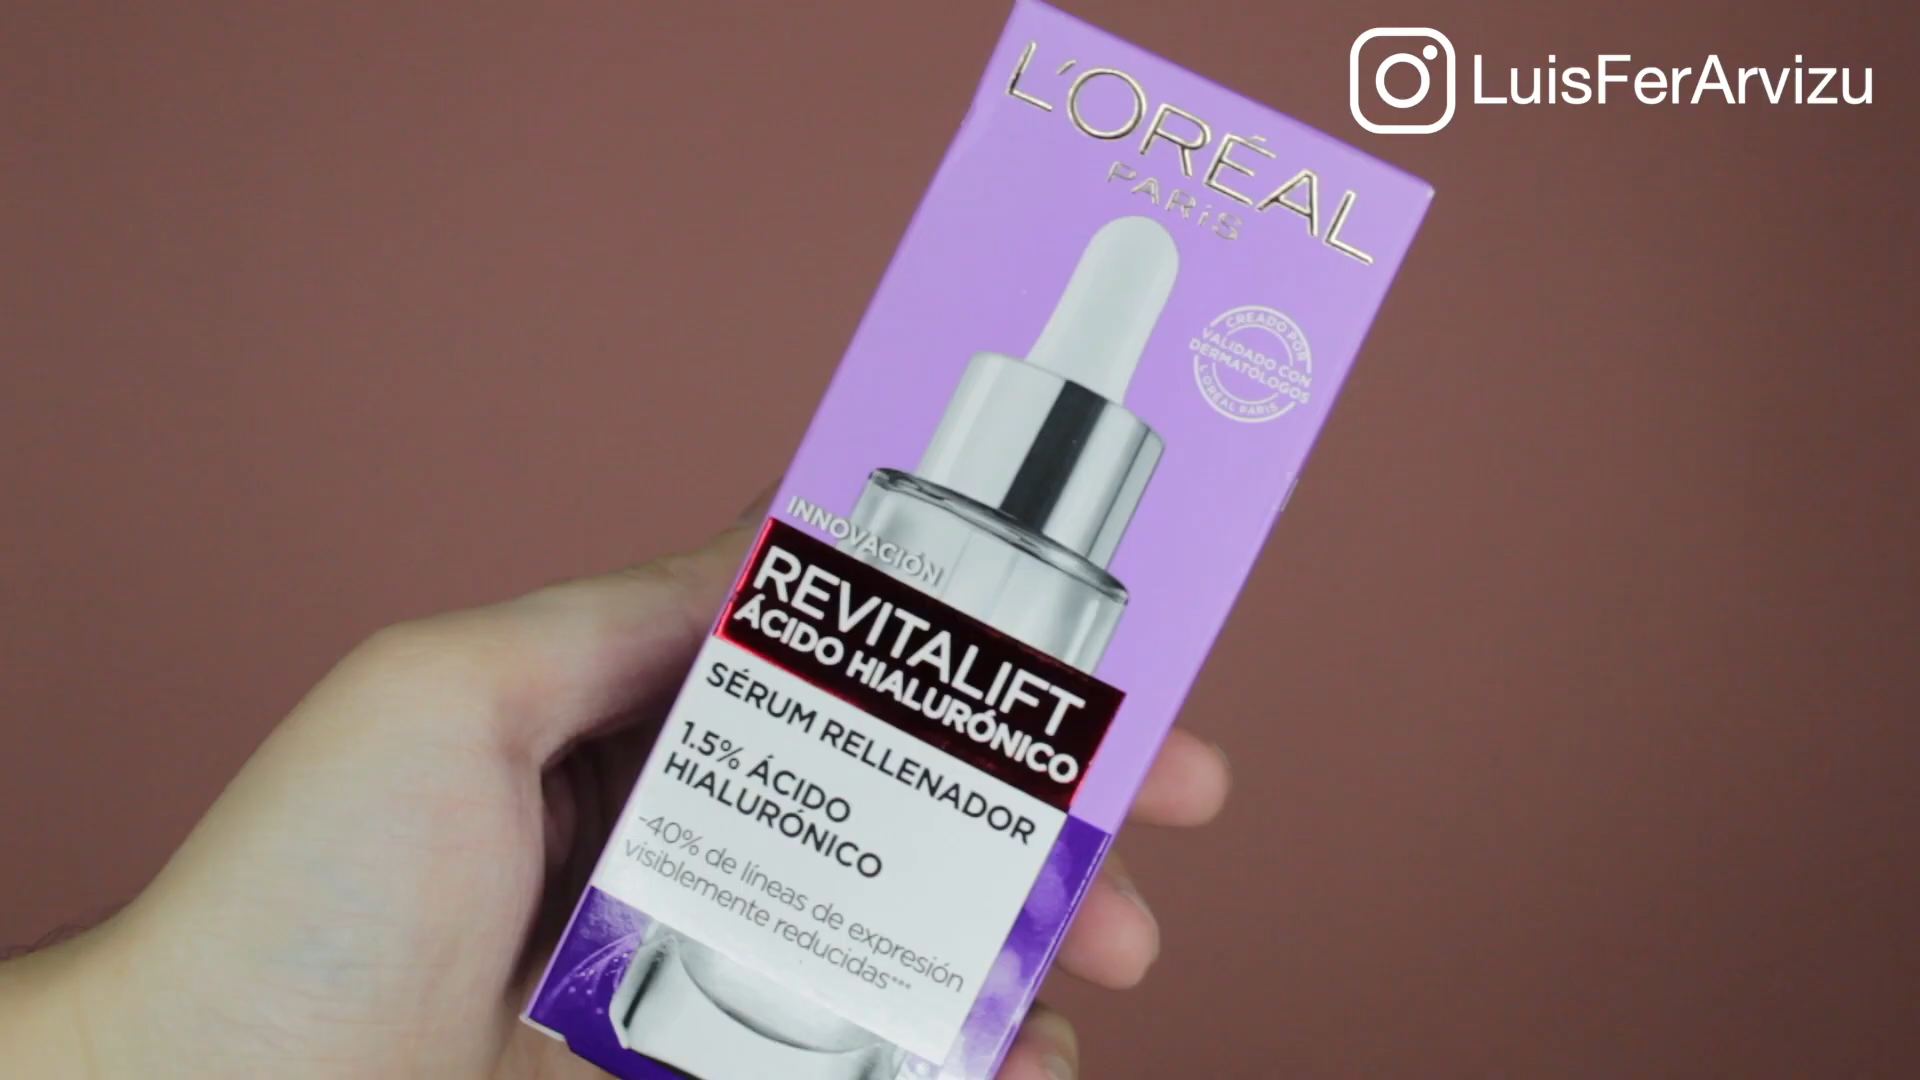 LuisFerArvizu
L'ORÉAL
PARIS
CREADO POR
VALIDADO CON
DERMATÓLOGOS
L'ORÉAL PARIS
INNOVACIÓN
REVITALIFT
ÁCIDO HIALURÓNICO
SÉRUM RELLENADOR
1.5% ÁCIDO
HIALURÓNICO
-40% de líneas de expresión
visiblemente reducidas***